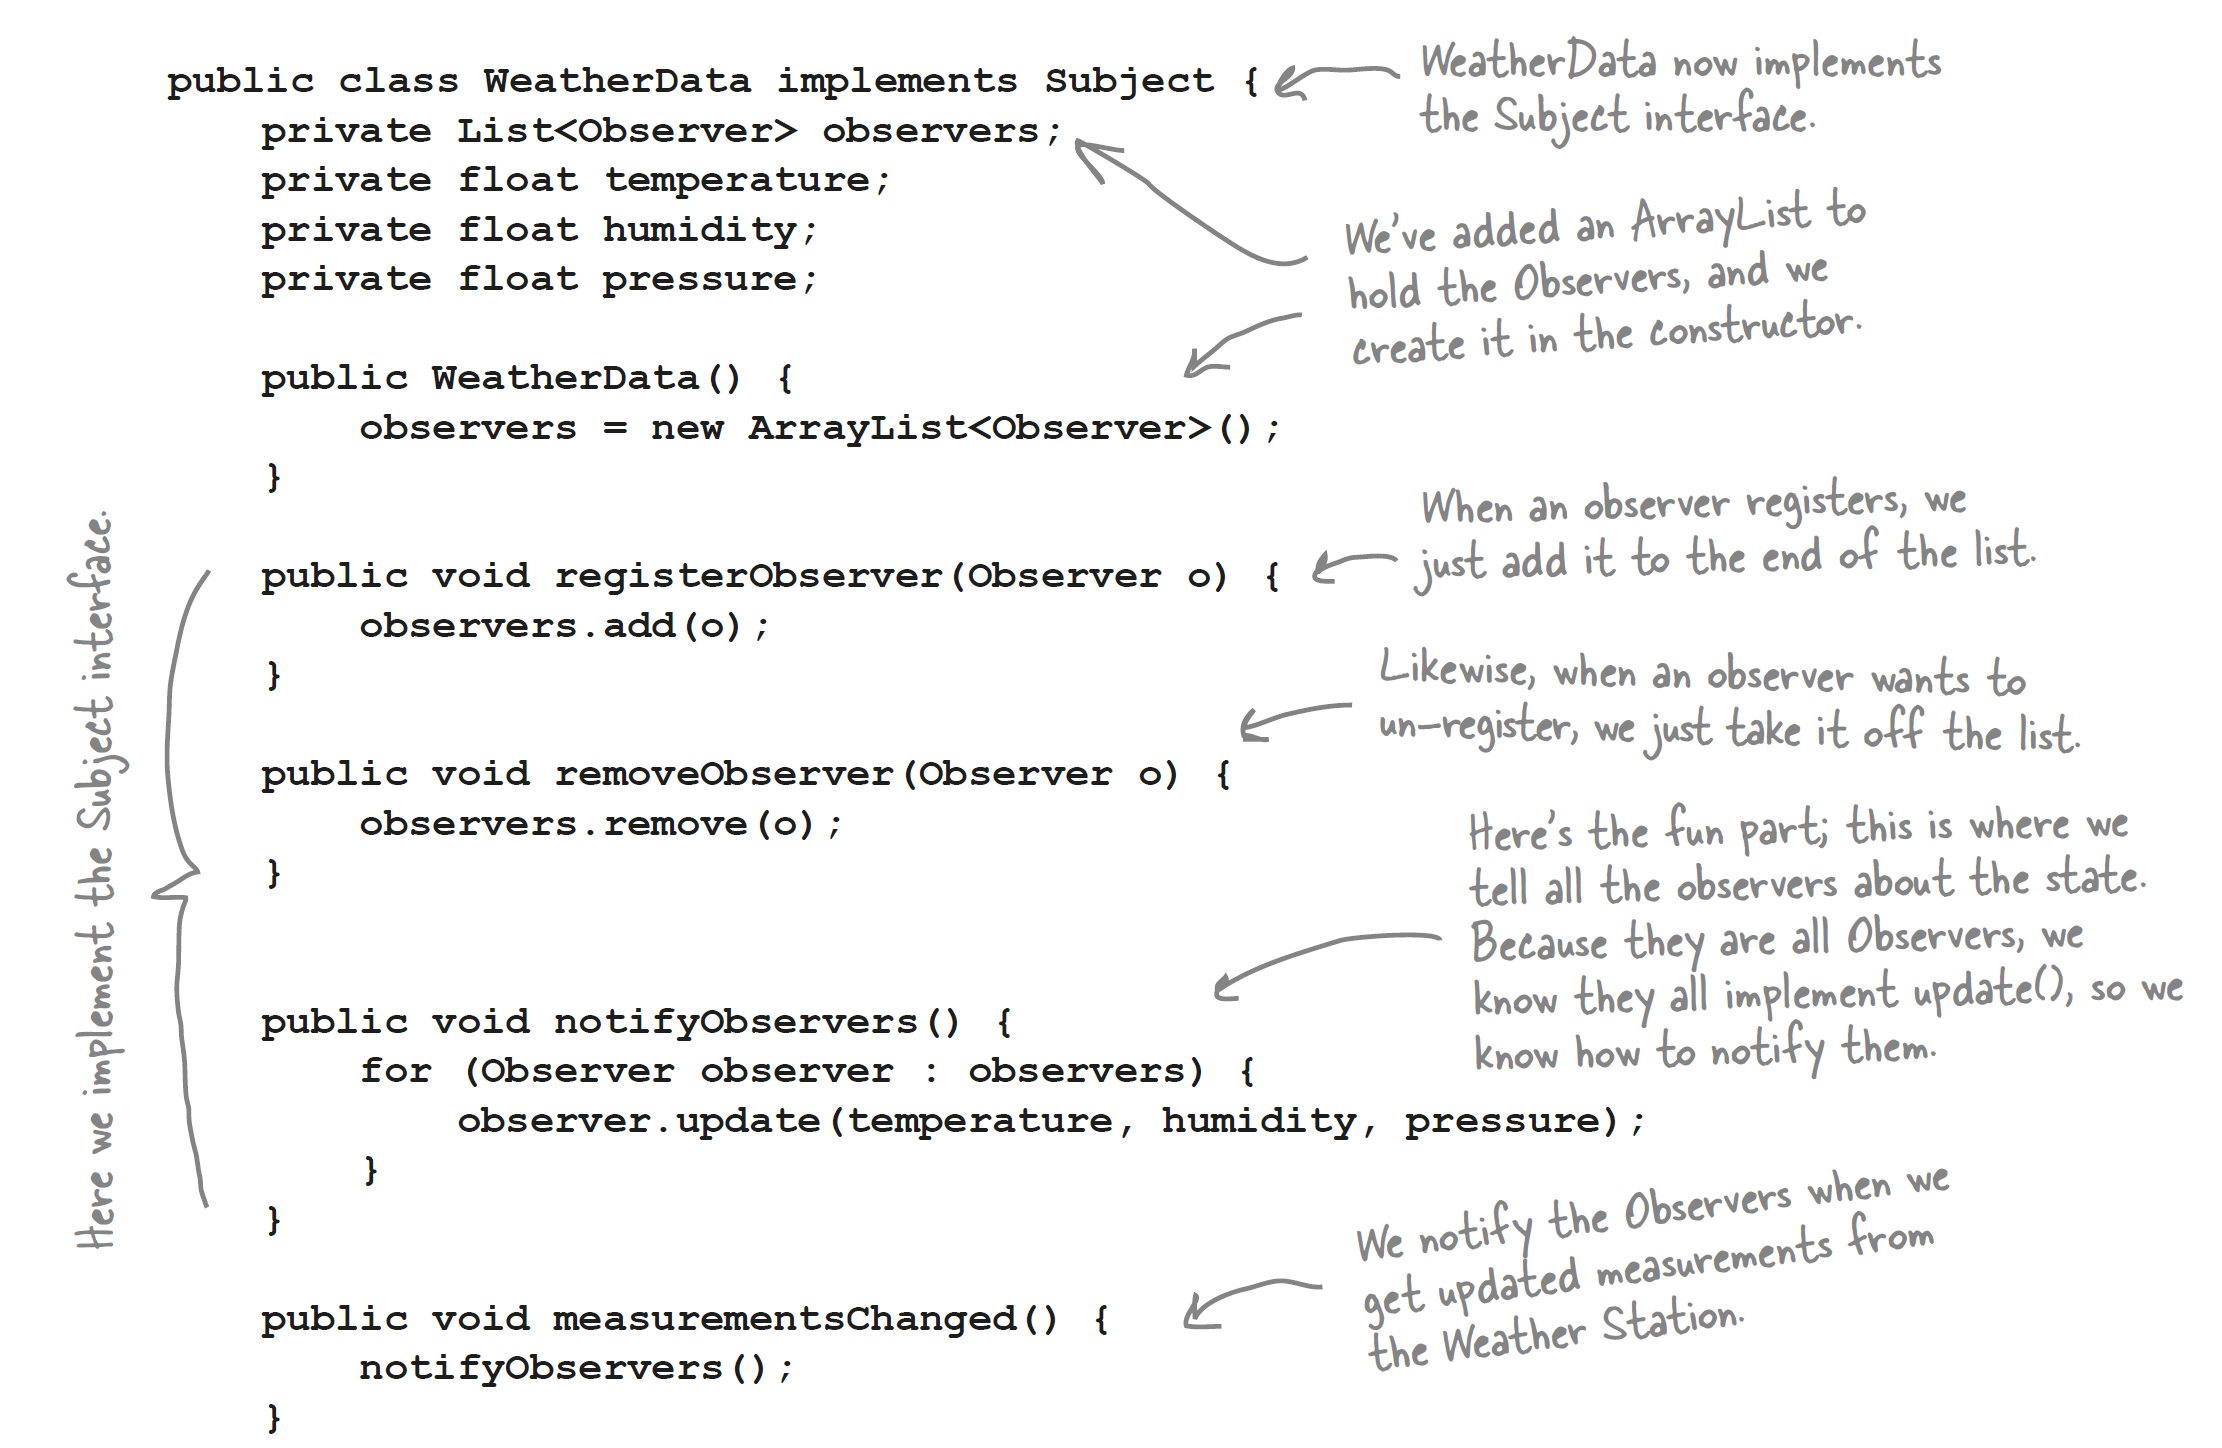 public class WeatherData implements Subject {
    private List<Observer> observers;
    private float temperature;
    private float humidity;
    private float pressure;

    public WeatherData() {
        observers = new ArrayList<Observer>();
    }

    public void registerObserver(Observer o) {
        observers.add(o);
    }

    public void removeObserver(Observer o) {
        observers.remove(o);
    }

    public void notifyObservers() {
        for (Observer observer : observers) {
            observer.update(temperature, humidity, pressure);
        }
    }

    public void measurementsChanged() {
        notifyObservers();
    }
WeatherData now implements
the Subject interface.
We've added an ArrayList to
hold the Observers, and we
create it in the constructor.
When an observer registers, we
just add it to the end of the list.
Likewise, when an observer wants to
un-register, we just take it off the list.
Here's the fun part; this is where we
tell all the observers about the state.
Because they are all Observers, we
know they all implement update(), so we
know how to notify them.
We notify the Observers when we
get updated measurements from
the Weather Station.
Here we implement the Subject interface.